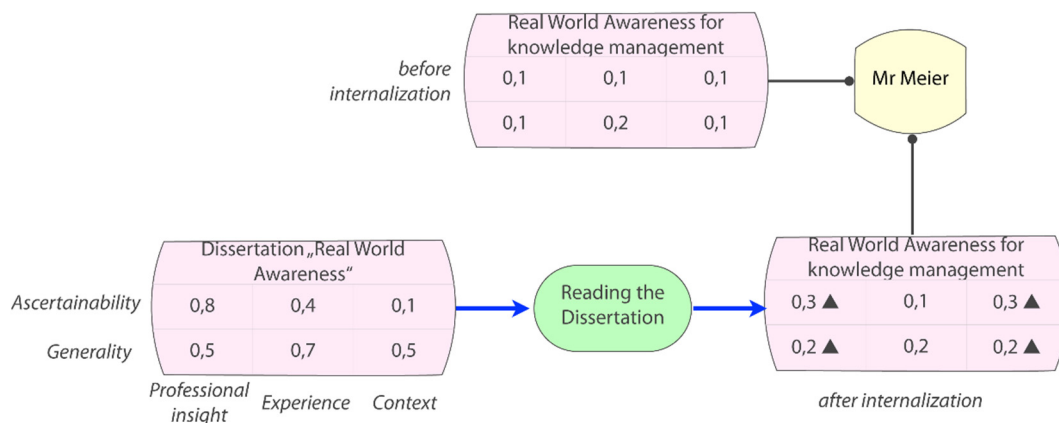 Real World Awareness for
knowledge management
before
internalization
0,1 0,1 0,1
0,1 0,2 0,1
Mr Meier
Dissertation „Real World
Awareness“
Ascertainability 0,8 0,4 0,1
Generality 0,5 0,7 0,5
Professional
insight
Experience
Context
Reading the
Dissertation
Real World Awareness for
knowledge management
0,3 ▲ 0,1 0,3 ▲
0,2 ▲ 0,2 0,2 ▲
after internalization